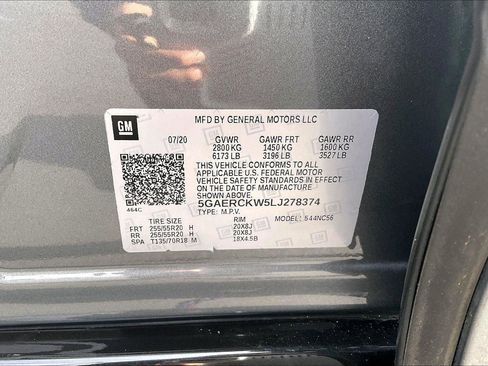 GM
MFD BY GENERAL MOTORS LLC
07/20 GVWR GAWR FRT GAWR RR
2800 KG 1450 KG 1600 KG
6173 LB 3196 LB 3527 LB
THIS VEHICLE CONFORMS TO ALL
APPLICABLE U.S. FEDERAL MOTOR
VEHICLE SAFETY STANDARDS IN
EFFECT ON THE DATE OF
MANUFACTURE SHOWN ABOVE.
5GAERCKW5LJ278374
464C TYPE: M.P.V. MODEL: 544NC56
TIRE SIZE RIM
FRT 255/55R20 H 20X8J
RR 255/55R20 H 20X8J
SPA T135/70R18 M 18X4.5B